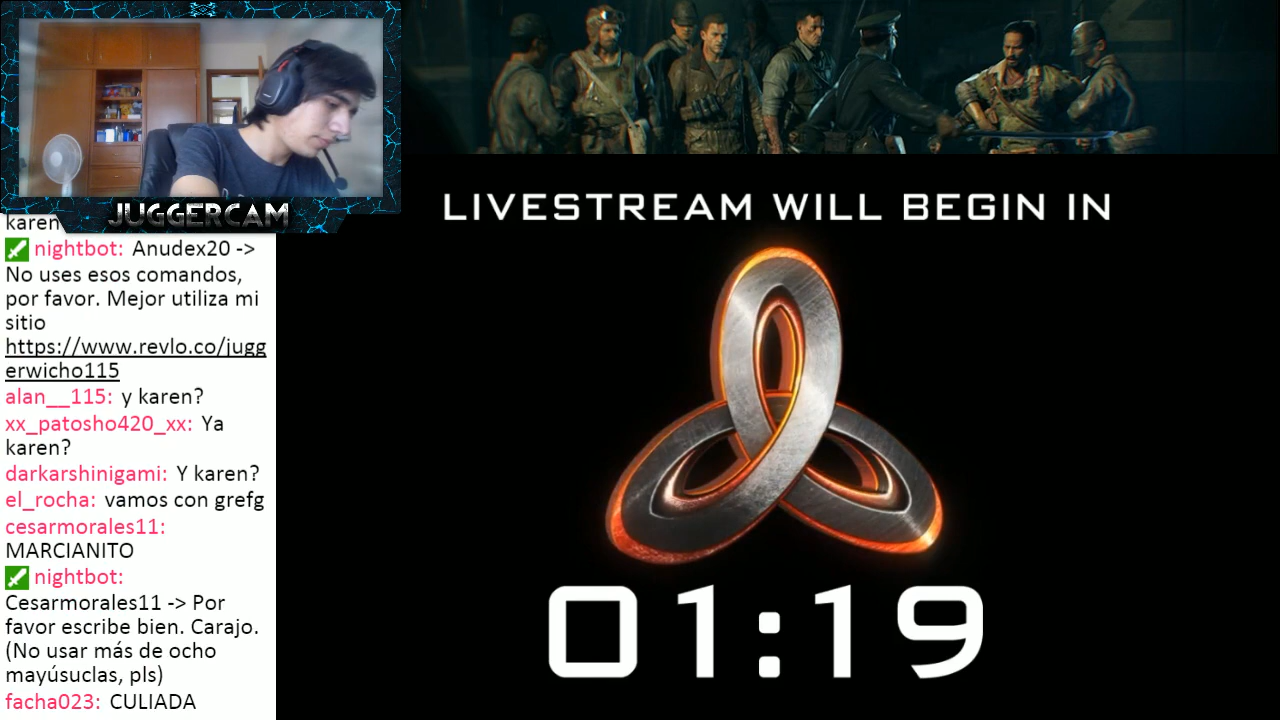 JUGGERCAM
karen
nightbot: Anudex20 ->
No uses esos comandos,
por favor. Mejor utiliza mi
sitio
https://www.revlo.co/jugg
erwicho115
alan__115: y karen?
xx_patosho420_xx: Ya
karen?
darkarshinigami: Y karen?
el_rocha: vamos con grefg
cesarmorales11:
MARCIANITO
nightbot:
Cesarmorales11 -> Por
favor escribe bien. Carajo.
(No usar más de ocho
mayúsuclas, pls)
facha023: CULIADA
LIVESTREAM WILL BEGIN IN
01:19